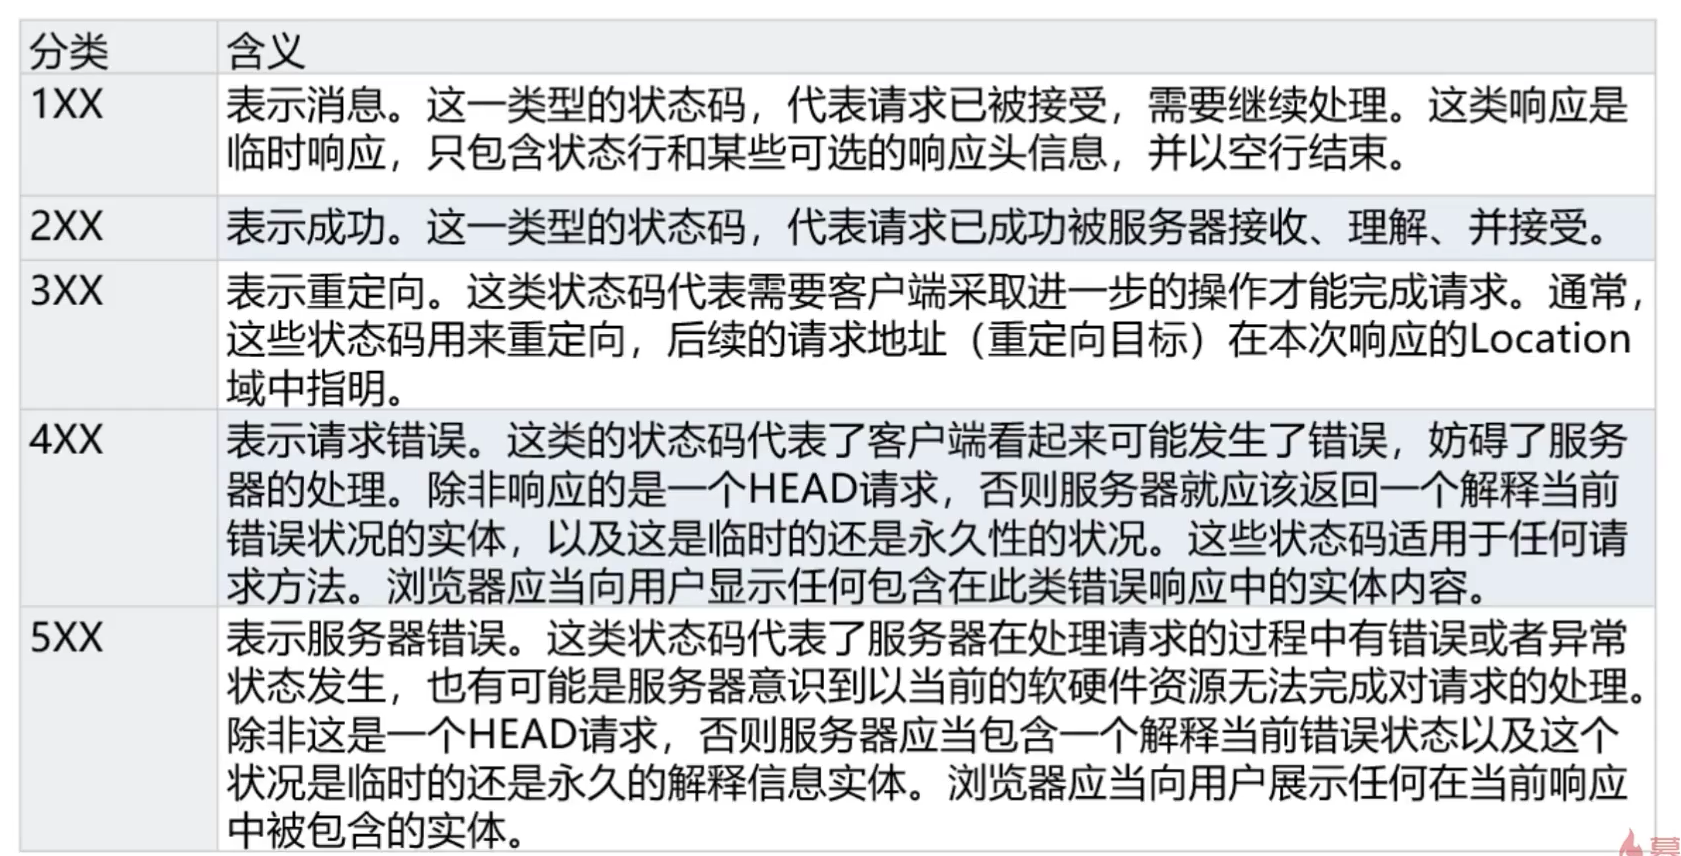 分类 含义
1XX 表示消息。这一类型的状态码，代表请求已被接受，需要继续处理。这类响应是
临时响应，只包含状态行和某些可选的响应头信息，并以空行结束。
2XX 表示成功。这一类型的状态码，代表请求已成功被服务器接收、理解、并接受。
3XX 表示重定向。这类状态码代表需要客户端采取进一步的操作才能完成请求。通常，
这些状态码用来重定向，后续的请求地址（重定向目标）在本次响应的Location
域中指明。
4XX 表示请求错误。这类的状态码代表了客户端看起来可能发生了错误，妨碍了服务
器的处理。除非响应的是一个HEAD请求，否则服务器就应该返回一个解释当前
错误状况的实体，以及这是临时的还是永久性的状况。这些状态码适用于任何请
求方法。浏览器应当向用户显示任何包含在此类错误响应中的实体内容。
5XX 表示服务器错误。这类状态码代表了服务器在处理请求的过程中有错误或者异常
状态发生，也有可能是服务器意识到以当前的软硬件资源无法完成对请求的处理。
除非这是一个HEAD请求，否则服务器应当包含一个解释当前错误状态以及这个
状况是临时的还是永久的解释信息实体。浏览器应当向用户展示任何在当前响应
中被包含的实体。